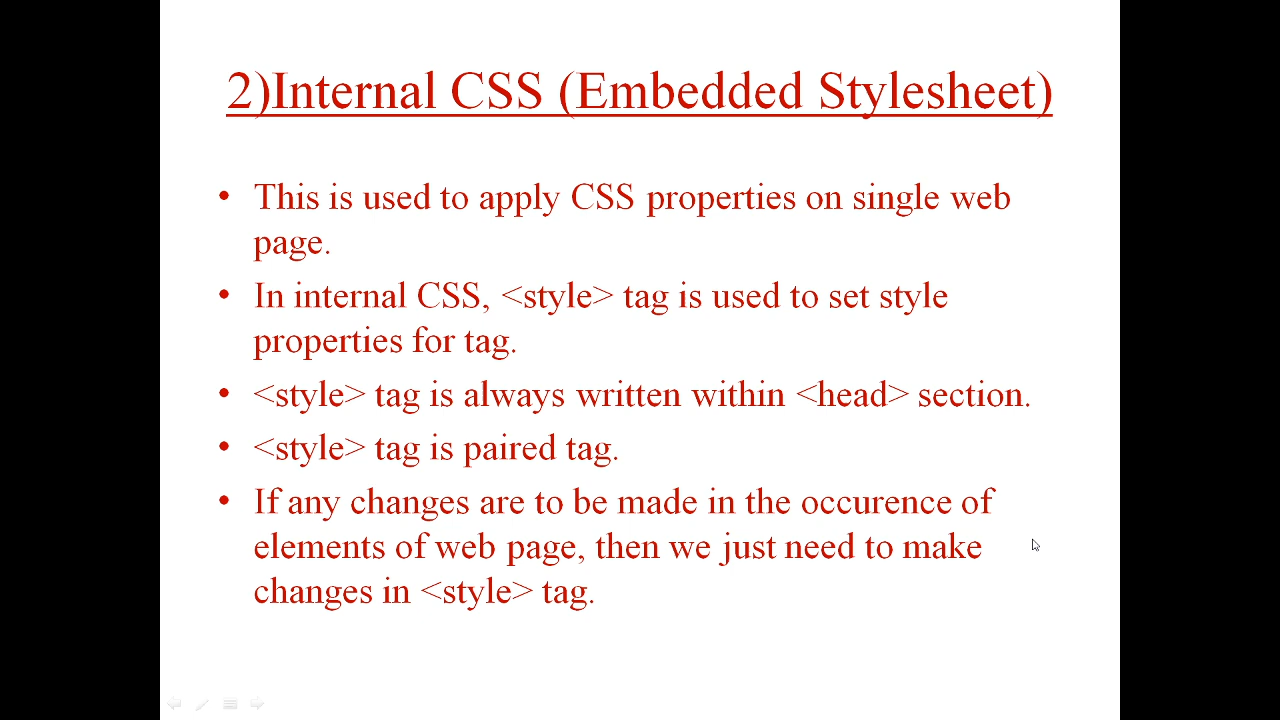 2)Internal CSS (Embedded Stylesheet)
• This is used to apply CSS properties on single web
page.
• In internal CSS, <style> tag is used to set style
properties for tag.
• <style> tag is always written within <head> section.
• <style> tag is paired tag.
• If any changes are to be made in the occurence of
elements of web page, then we just need to make
changes in <style> tag.